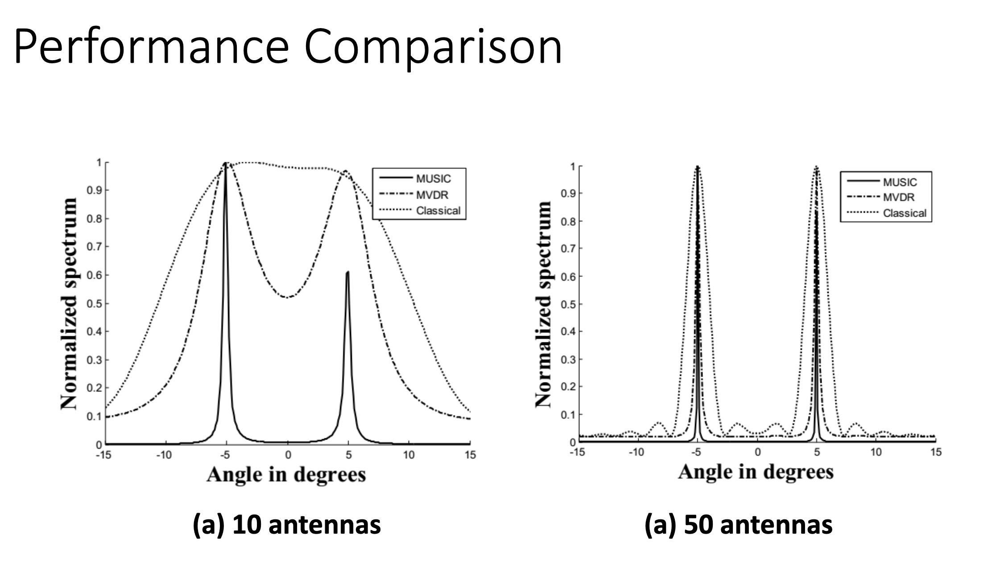 Performance Comparison
Normalized spectrum
1
0.9
0.8
0.7
0.6
0.5
0.4
0.3
0.2
0.1
0
-15 -10 -5 0 5 10 15
Angle in degrees
MUSIC
MVDR
Classical
(a) 10 antennas
Normalized spectrum
1
0.9
0.8
0.7
0.6
0.5
0.4
0.3
0.2
0.1
0
-15 -10 -5 0 5 10 15
Angle in degrees
MUSIC
MVDR
Classical
(a) 50 antennas